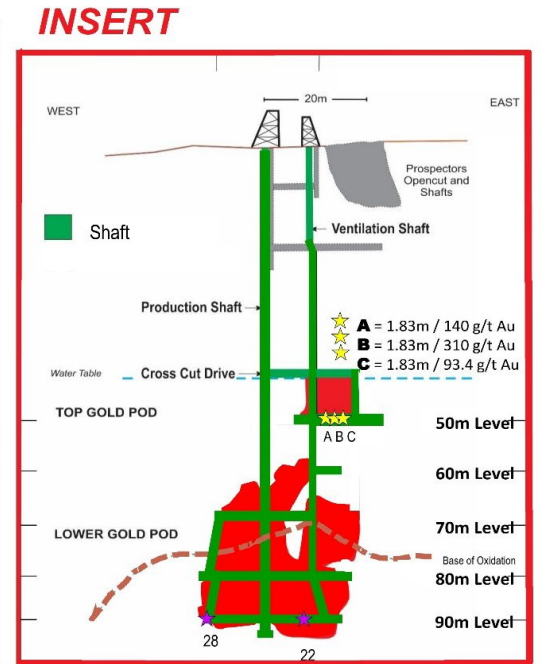 INSERT
20m
WEST
EAST
Prospectors
Opencut and
Shafts
Shaft
Ventilation Shaft
Production Shaft
A = 1.83m / 140 g/t Au
B = 1.83m / 310 g/t Au
C = 1.83m / 93.4 g/t Au
Water Table
Cross Cut Drive
TOP GOLD POD
50m Level
A B C
60m Level
LOWER GOLD POD
70m Level
Base of Oxidation
80m Level
90m Level
28
22